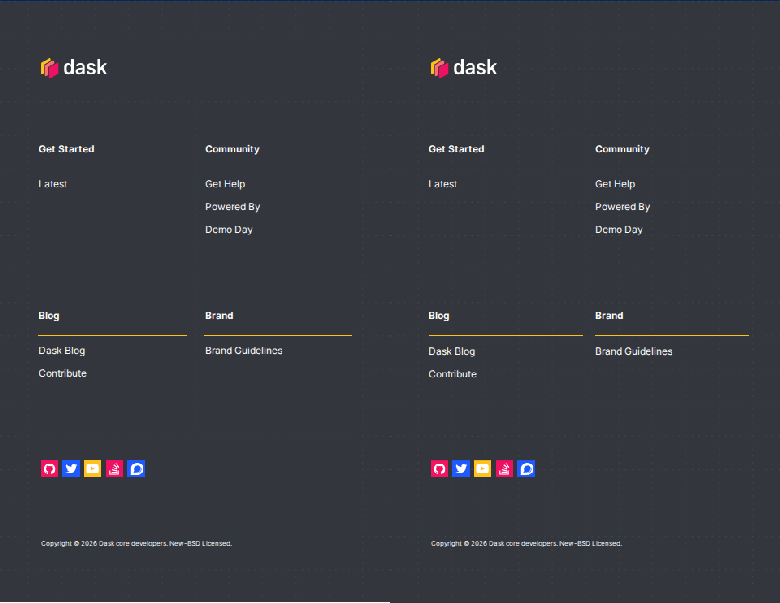 dask
Get Started
Community
Latest
Get Help
Powered By
Demo Day
Blog
Brand
Dask Blog
Brand Guidelines
Contribute
Copyright © 2026 Dask core developers. New-BSD Licensed.
dask
Get Started
Community
Latest
Get Help
Powered By
Demo Day
Blog
Brand
Dask Blog
Brand Guidelines
Contribute
Copyright © 2026 Dask core developers. New-BSD Licensed.